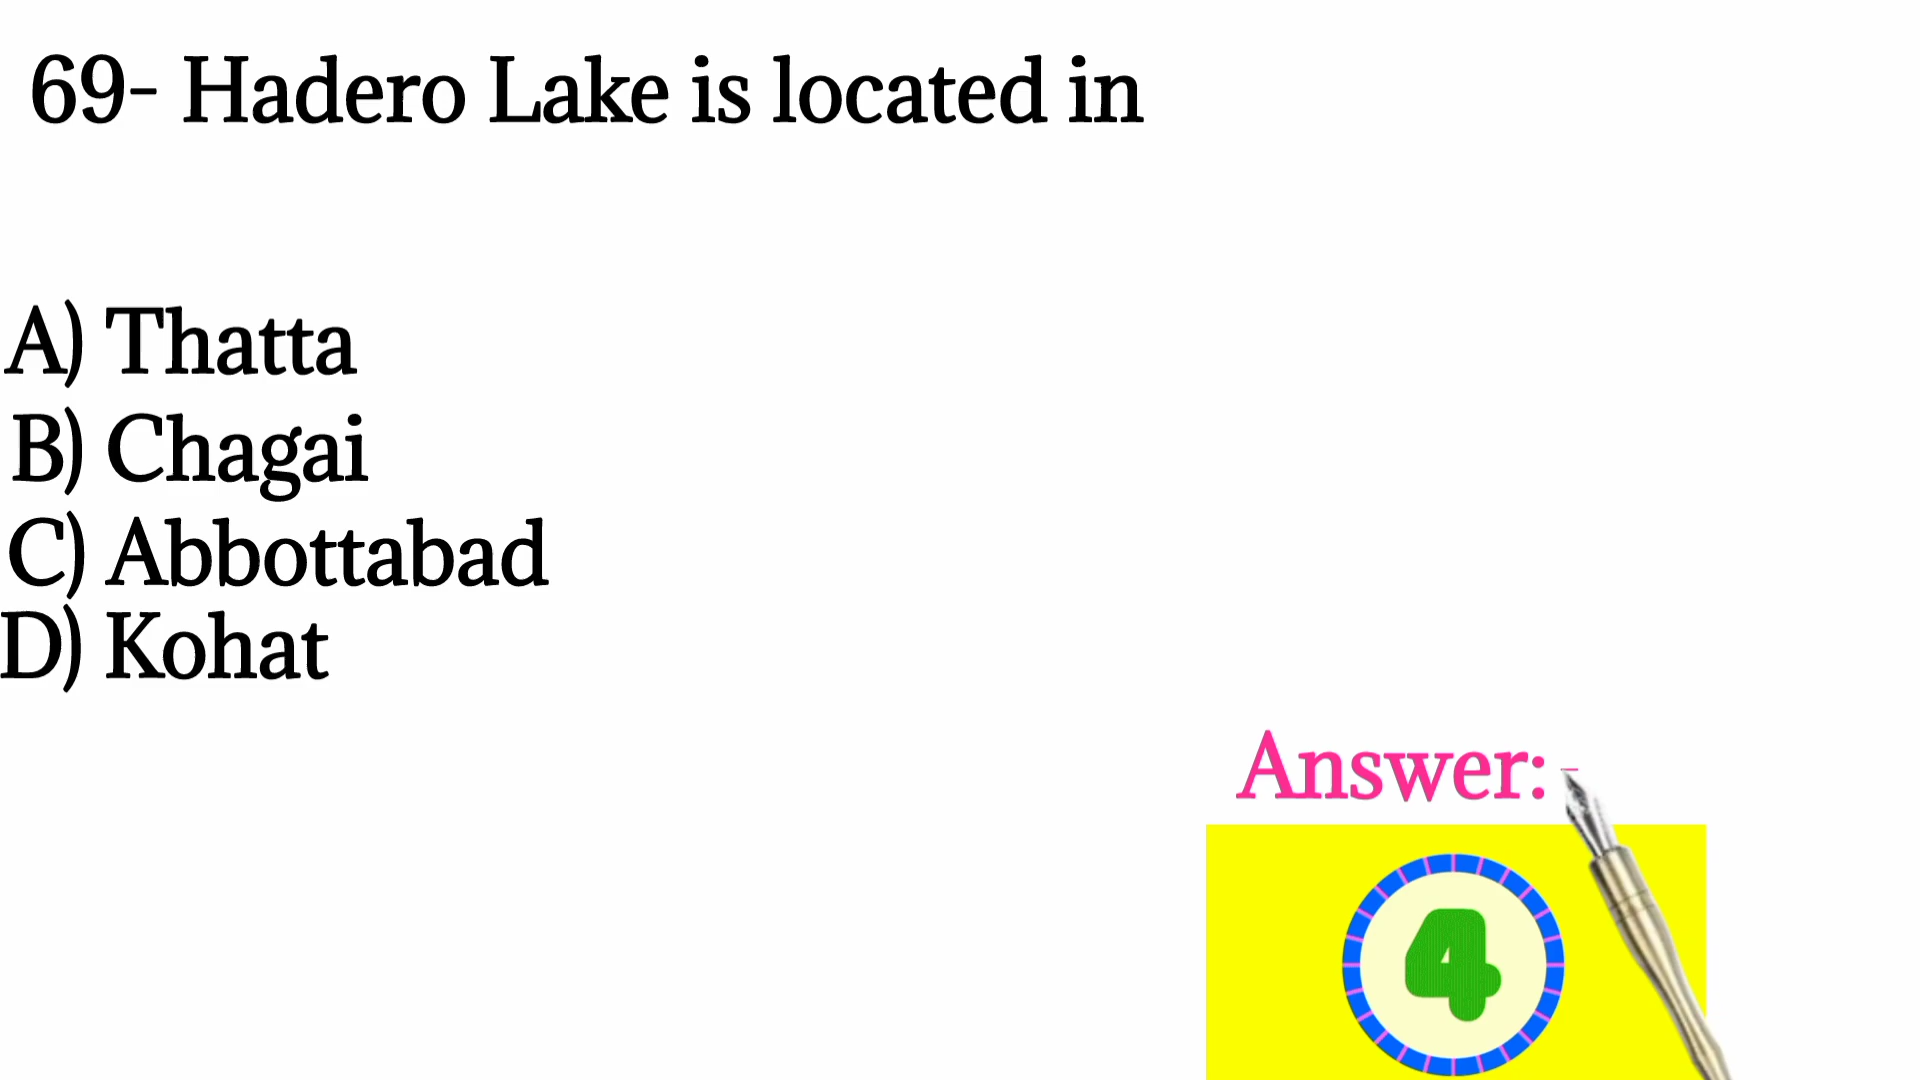 69- Hadero Lake is located in
A) Thatta
B) Chagai
C) Abbottabad
D) Kohat
Answer:-
4